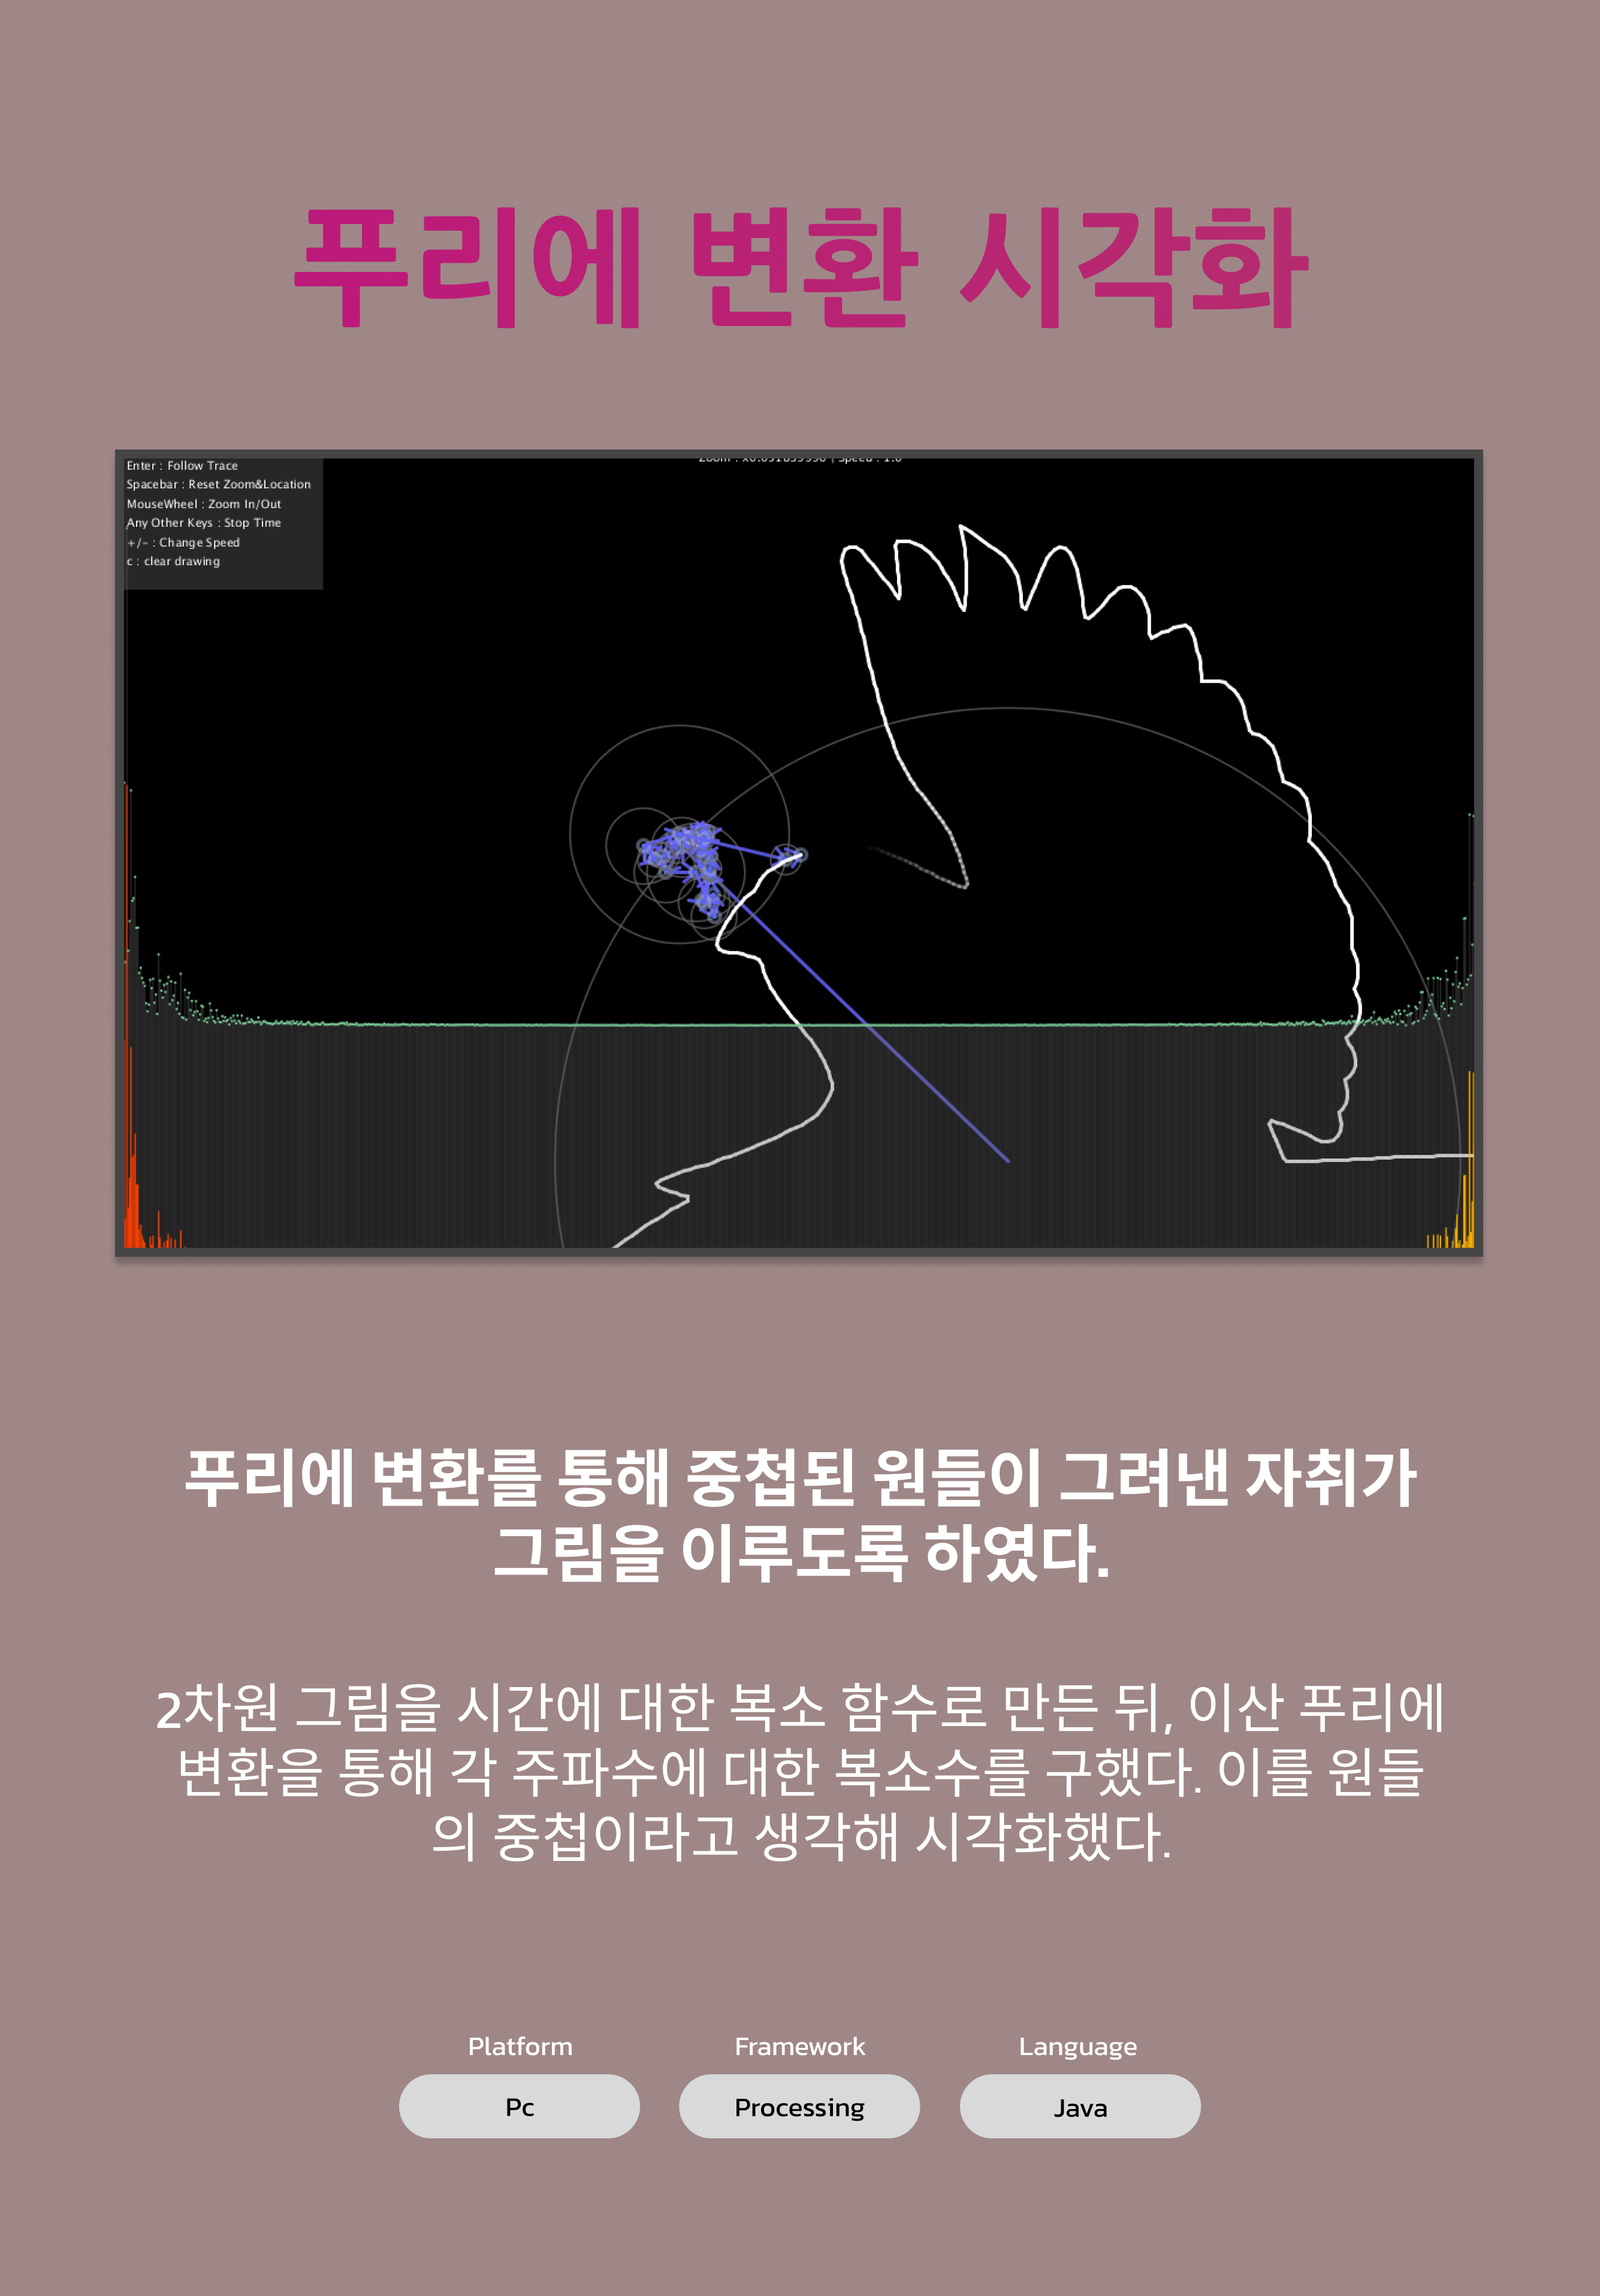 푸리에 변환 시각화
Enter : Follow Trace
Spacebar : Reset Zoom&Location
MouseWheel : Zoom In/Out
Any Other Keys : Stop Time
+/- : Change Speed
c : clear drawing
푸리에 변환를 통해 중첩된 원들이 그려낸 자취가
그림을 이루도록 하였다.
2차원 그림을 시간에 대한 복소 함수로 만든 뒤, 이산 푸리에
변환을 통해 각 주파수에 대한 복소수를 구했다. 이를 원들
의 중첩이라고 생각해 시각화했다.
Platform Framework Language
Pc Processing Java